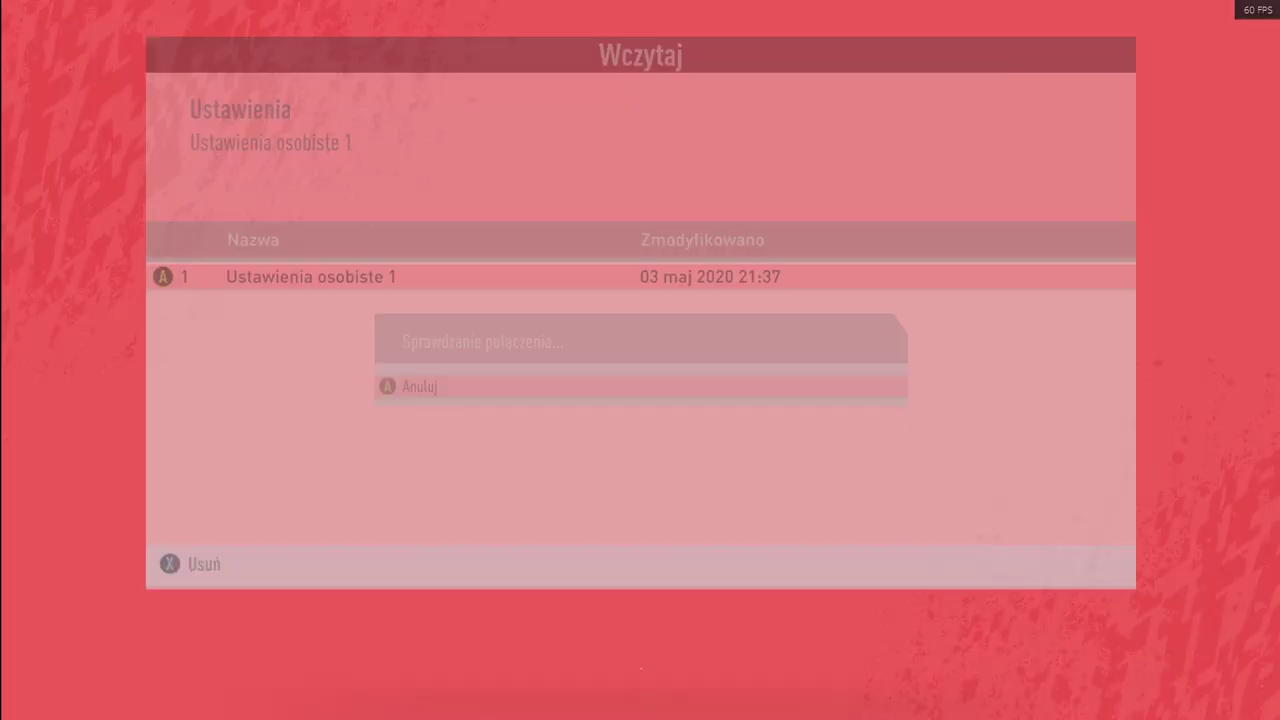 60 FPS
Wczytaj
Ustawienia
Ustawienia osobiste 1
Nazwa Zmodyfikowano
A 1 Ustawienia osobiste 1 03 maj 2020 21:37
Sprawdzanie połączenia...
A Anuluj
X Usuń